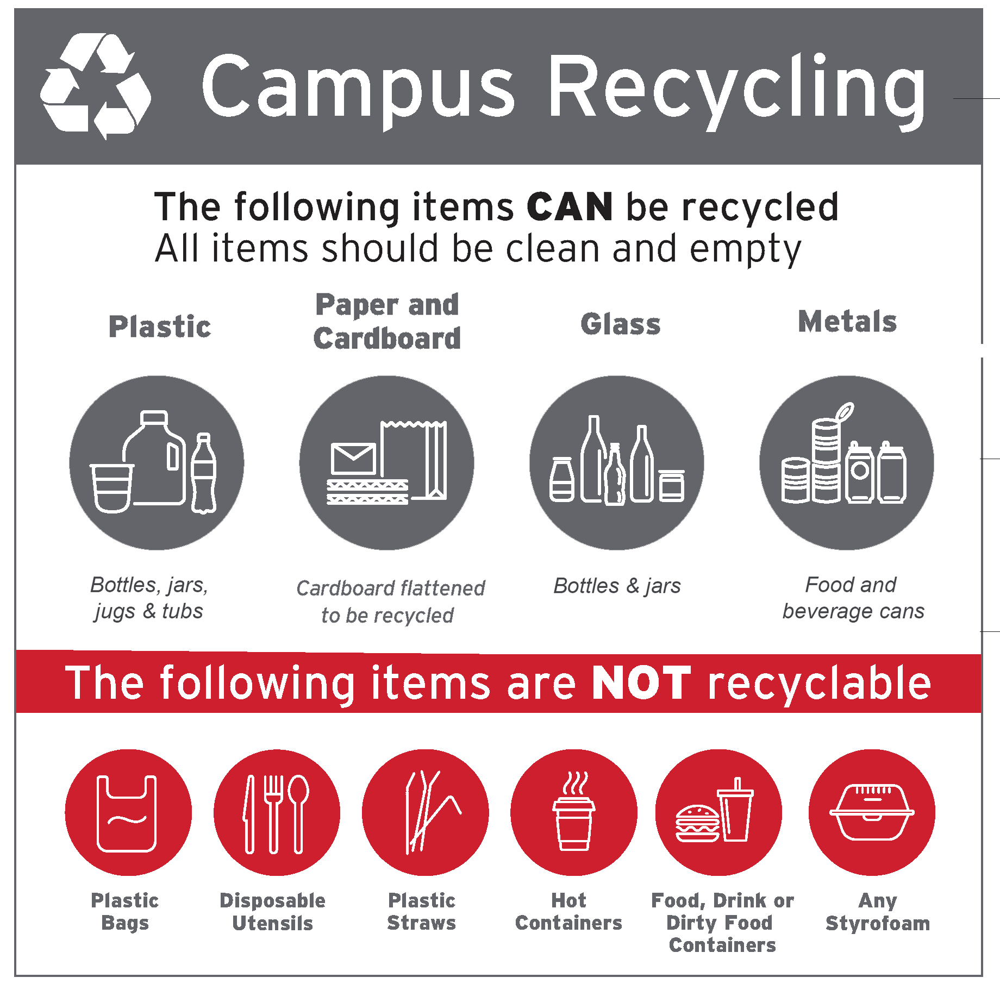 Campus Recycling
The following items CAN be recycled
All items should be clean and empty
Plastic
Paper and
Cardboard
Glass
Metals
Bottles, jars,
jugs & tubs
Cardboard flattened
to be recycled
Bottles & jars
Food and
beverage cans
The following items are NOT recyclable
Plastic
Bags
Disposable
Utensils
Plastic
Straws
Hot
Containers
Food, Drink or
Dirty Food
Containers
Any
Styrofoam